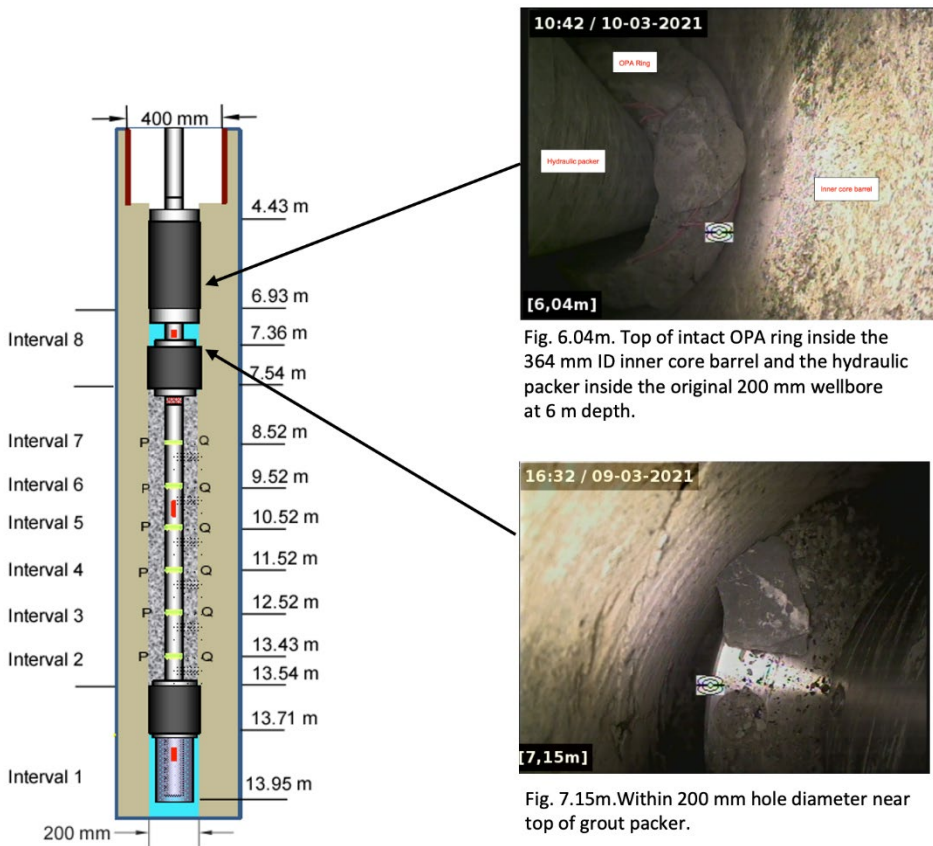 400 mm
4.43 m
6.93 m
Interval 8
7.36 m
7.54 m
Interval 7
P
Q
8.52 m
Interval 6
P
Q
9.52 m
Interval 5
P
Q
10.52 m
Interval 4
P
Q
11.52 m
Interval 3
P
Q
12.52 m
Interval 2
P
Q
13.43 m
13.54 m
13.71 m
Interval 1
13.95 m
200 mm
10:42 / 10-03-2021
OPA Ring
Hydraulic packer
Inner core barrel
[6,04m]
Fig. 6.04m. Top of intact OPA ring inside the
364 mm ID inner core barrel and the hydraulic
packer inside the original 200 mm wellbore
at 6 m depth.
16:32 / 09-03-2021
[7,15m]
Fig. 7.15m.Within 200 mm hole diameter near
top of grout packer.